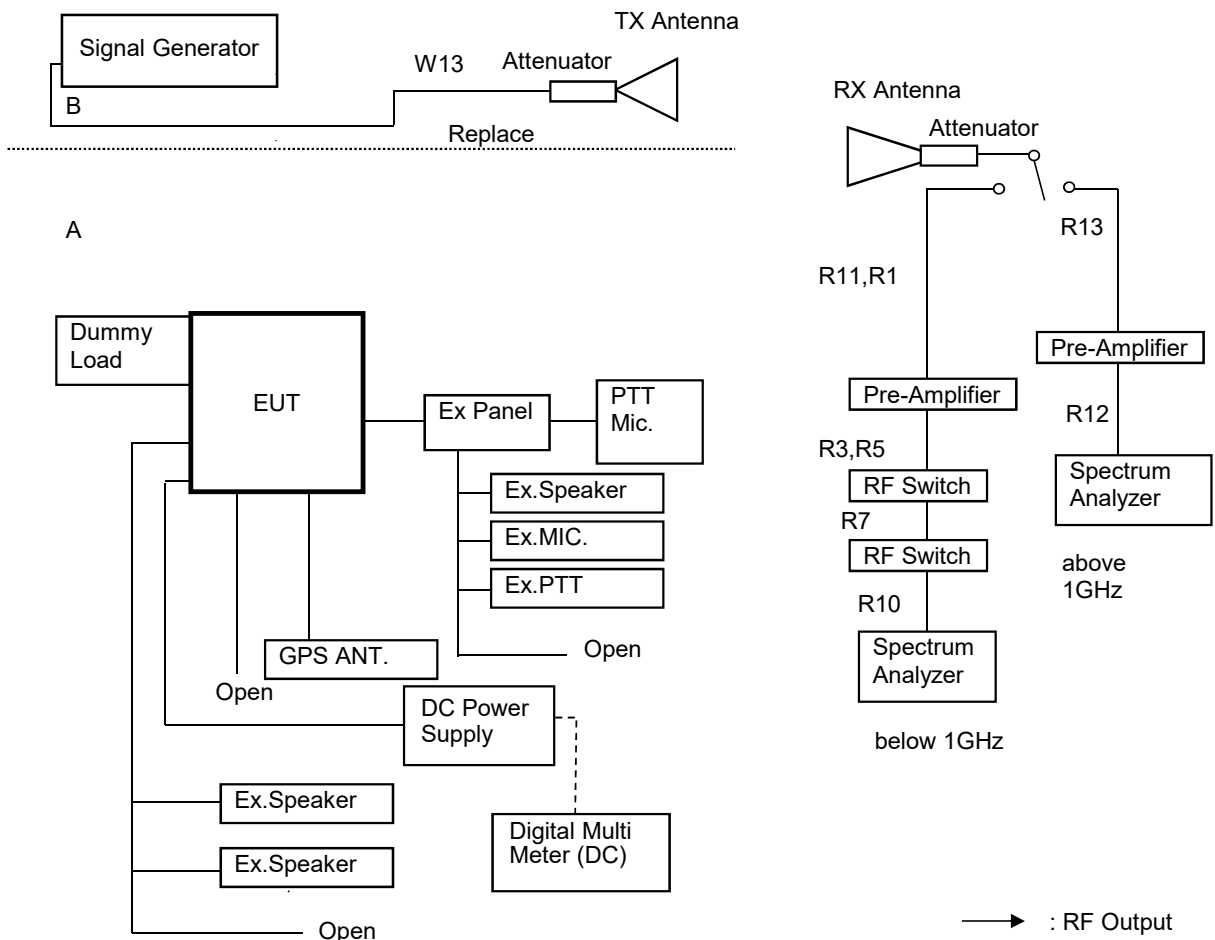 TX Antenna
Signal Generator
W13
Attenuator
B
Replace
RX Antenna
Attenuator
A
R13
R11,R1
Dummy
Load
EUT
Ex Panel
PTT
Mic.
Ex.Speaker
Ex.MIC.
Ex.PTT
Open
GPS ANT.
Open
DC Power
Supply
Ex.Speaker
Ex.Speaker
Digital Multi
Meter (DC)
Open
Pre-Amplifier
Pre-Amplifier
R12
R3,R5
RF Switch
Spectrum
Analyzer
R7
RF Switch
above
1GHz
R10
Spectrum
Analyzer
below 1GHz
: RF Output